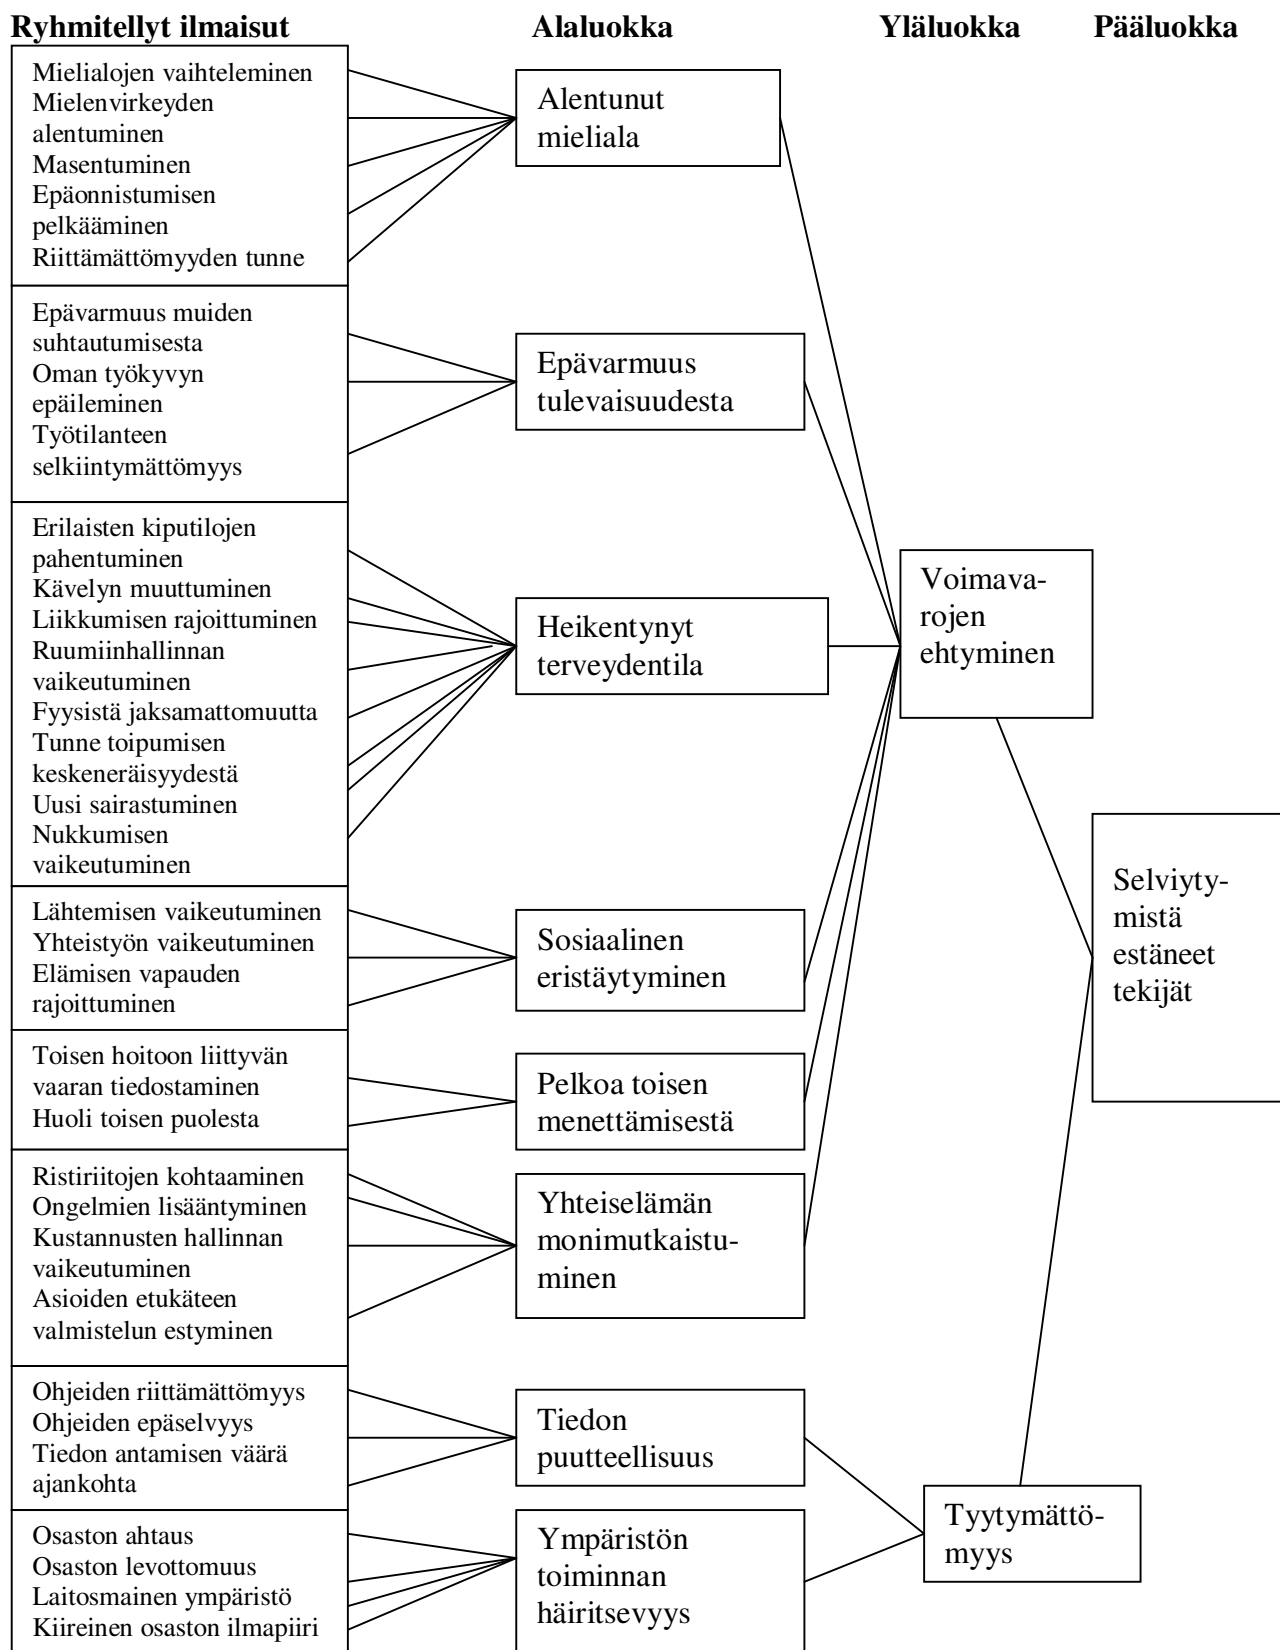 Ryhmitellyt ilmaisut
Alaluokka
Yläluokka
Pääluokka
Mielialojen vaihteleminen
Mielenvirkeyden
alentuminen
Masentuminen
Epäonnistumisen
pelkääminen
Riittämättömyyden tunne
Alentunut
mieliala
Epävarmuus muiden
suhtautumisesta
Oman työkyvyn
epäileminen
Työtilanteen
selkiintymättömyys
Epävarmuus
tulevaisuudesta
Erilaisten kiputilojen
pahentuminen
Kävelyn muuttuminen
Liikkumisen rajoittuminen
Ruumiinhallinnan
vaikeutuminen
Fyysistä jaksamattomuutta
Tunne toipumisen
keskeneräisyydestä
Uusi sairastuminen
Nukkumisen
vaikeutuminen
Heikentynyt
terveydentila
Voimava-
rojen
ehtyminen
Lähtemisen vaikeutuminen
Yhteistyön vaikeutuminen
Elämisen vapauden
rajoittuminen
Sosiaalinen
eristäytyminen
Selviyty-
mistä
estäneet
tekijät
Toisen hoitoon liittyvän
vaaran tiedostaminen
Huoli toisen puolesta
Pelkoa toisen
menettämisestä
Ristiriitojen kohtaaminen
Ongelmien lisääntyminen
Kustannusten hallinnan
vaikeutuminen
Asioiden etukäteen
valmistelun estyminen
Yhteiselämän
monimutkaistu-
minen
Ohjeiden riittämättömyys
Ohjeiden epäselvyys
Tiedon antamisen väärä
ajankohta
Tiedon
puutteellisuus
Tyytymättö-
myys
Osaston ahtaus
Osaston levottomuus
Laitosmainen ympäristö
Kiireinen osaston ilmapiiri
Ympäristön
toiminnan
häiritsevyys